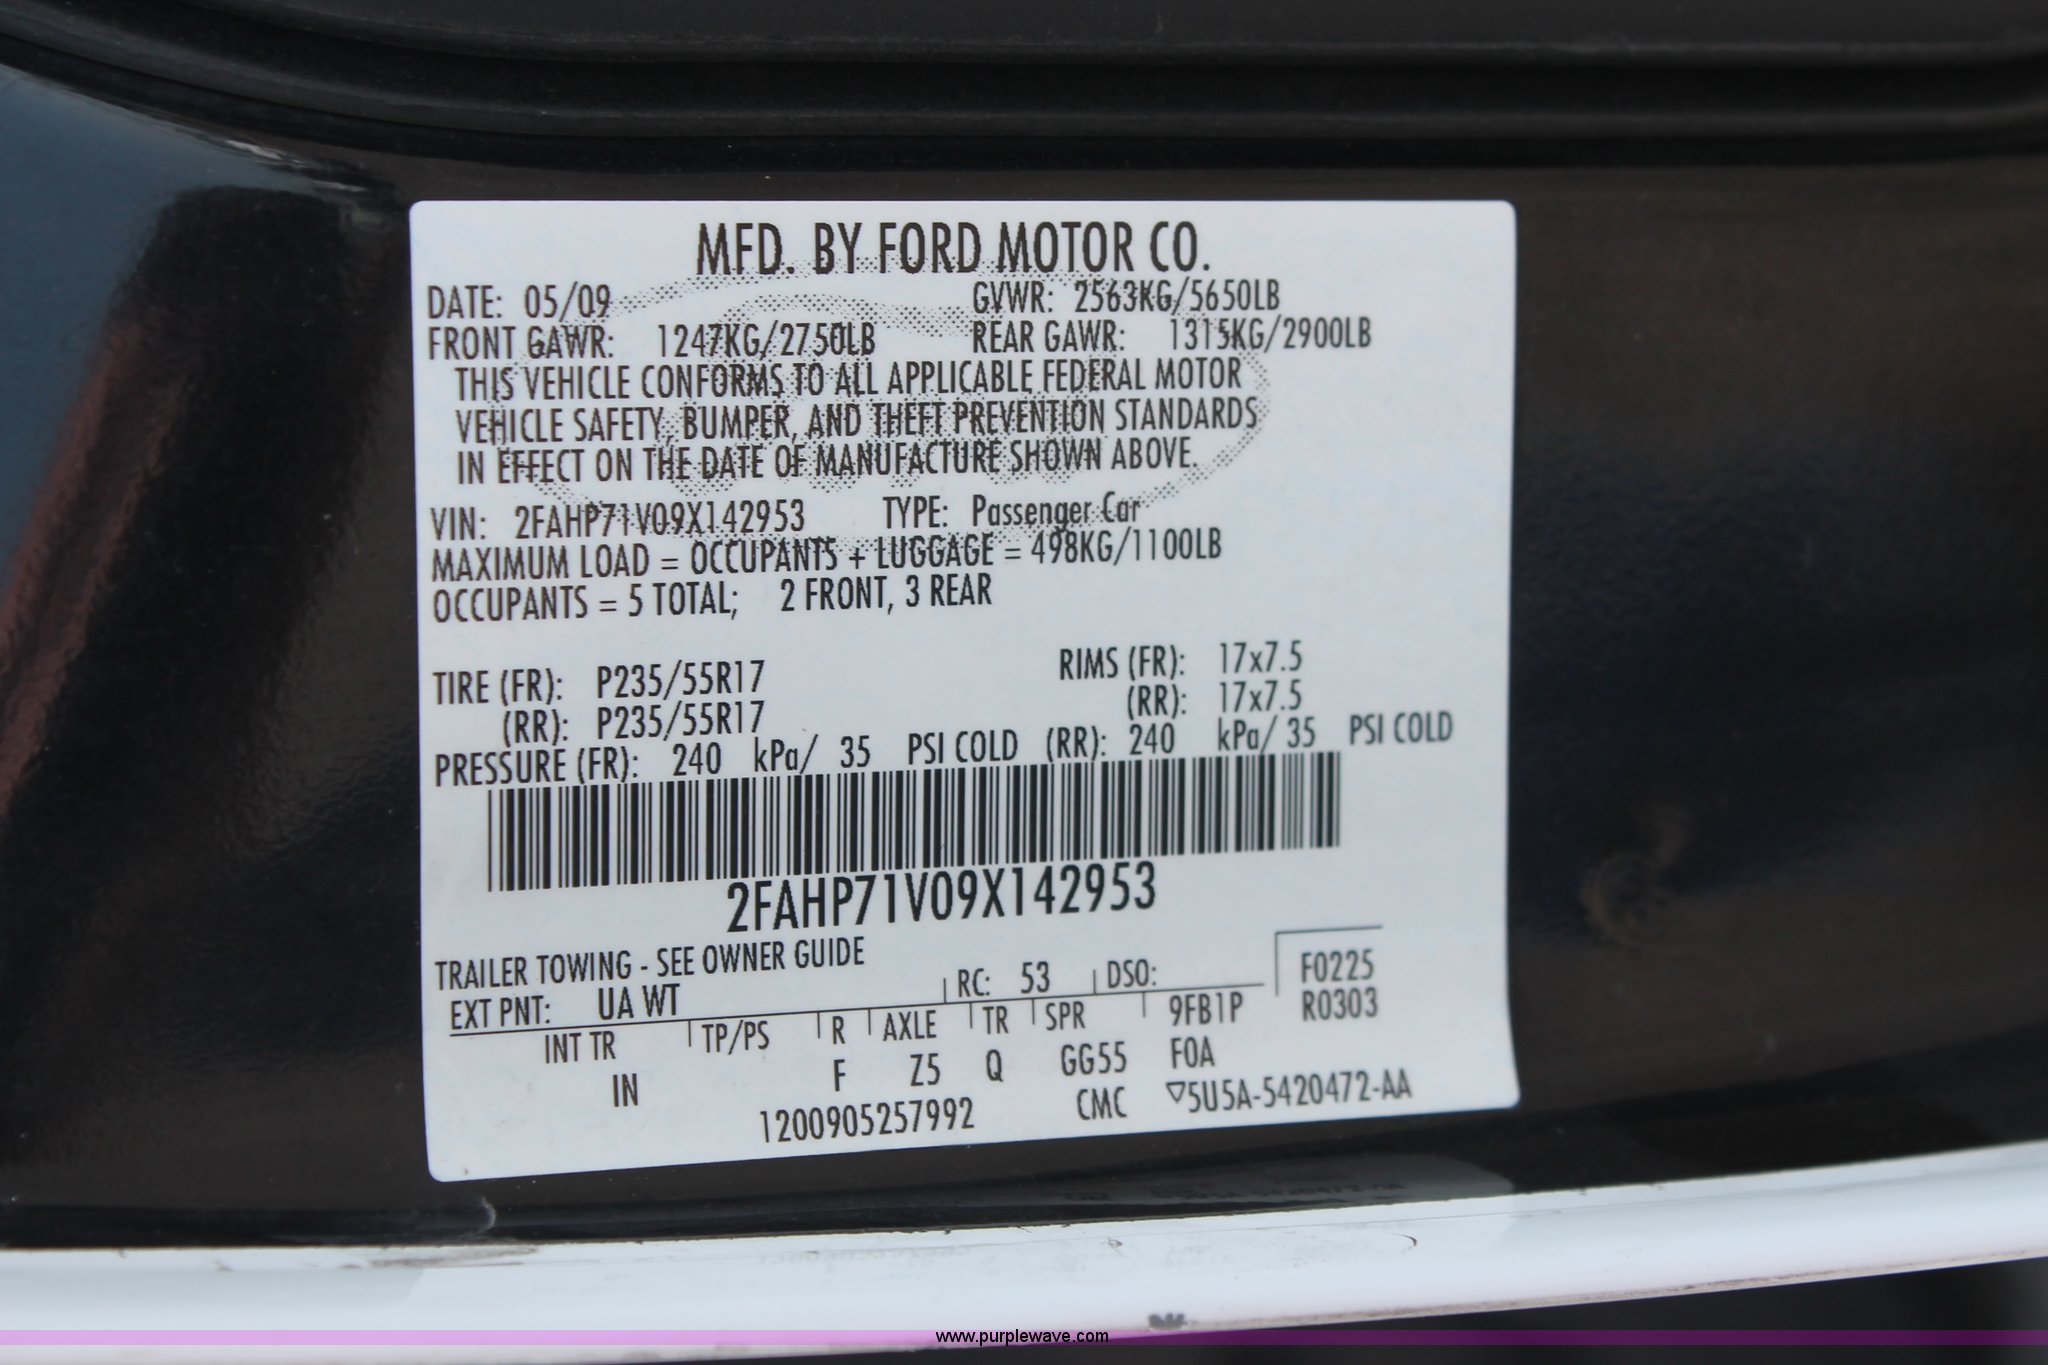 MFD. BY FORD MOTOR CO.
DATE: 05/09 GVWR: 2563KG/5650LB
FRONT GAWR: 1247KG/2750LB REAR GAWR: 1315KG/2900LB
THIS VEHICLE CONFORMS TO ALL APPLICABLE FEDERAL MOTOR
VEHICLE SAFETY, BUMPER, AND THEFT PREVENTION STANDARDS
IN EFFECT ON THE DATE OF MANUFACTURE SHOWN ABOVE.
VIN: 2FAHP71V09X142953 TYPE: Passenger Car
MAXIMUM LOAD = OCCUPANTS + LUGGAGE = 498KG/1100LB
OCCUPANTS = 5 TOTAL; 2 FRONT, 3 REAR
TIRE (FR): P235/55R17 RIMS (FR): 17x7.5
(RR): P235/55R17 (RR): 17x7.5
PRESSURE (FR): 240 kPa/ 35 PSI COLD (RR): 240 kPa/ 35 PSI COLD
2FAHP71V09X142953
TRAILER TOWING - SEE OWNER GUIDE
EXT PNT: UA WT RC: 53 DSO: F0225
INT TR TP/PS R AXLE TR SPR 9FB1P R0303
IN F Z5 Q GG55 F0A
1200905257992 CMC ▽5U5A-5420472-AA
www.purplewave.com